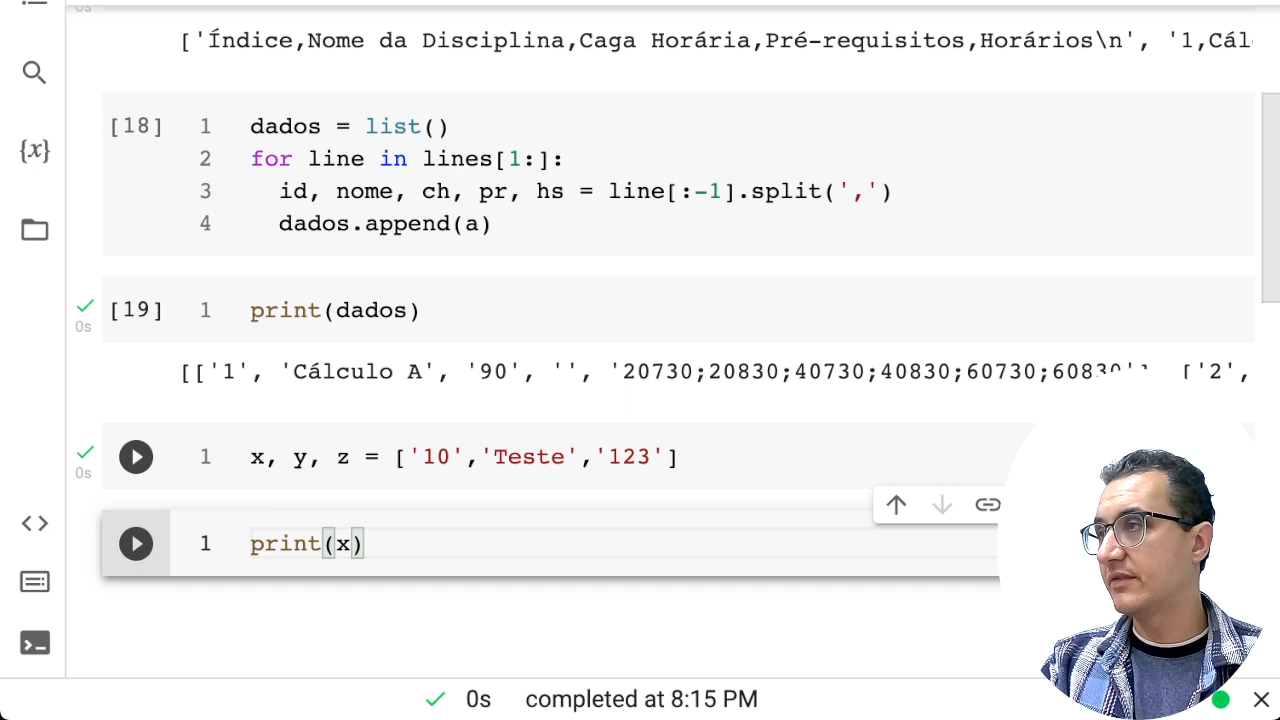 0s
['Índice,Nome da Disciplina,Caga Horária,Pré-requisitos,Horários\n', '1,Cál
[18] 1 dados = list()
2 for line in lines[1:]:
3 id, nome, ch, pr, hs = line[:-1].split(',')
4 dados.append(a)
[19] 1 print(dados)
0s
[['1', 'Cálculo A', '90', '', '20730;20830;40730;40830;60730;60830'] ['2',
1 x, y, z = ['10','Teste','123']
0s
1 print(x)
{x}
0s completed at 8:15 PM